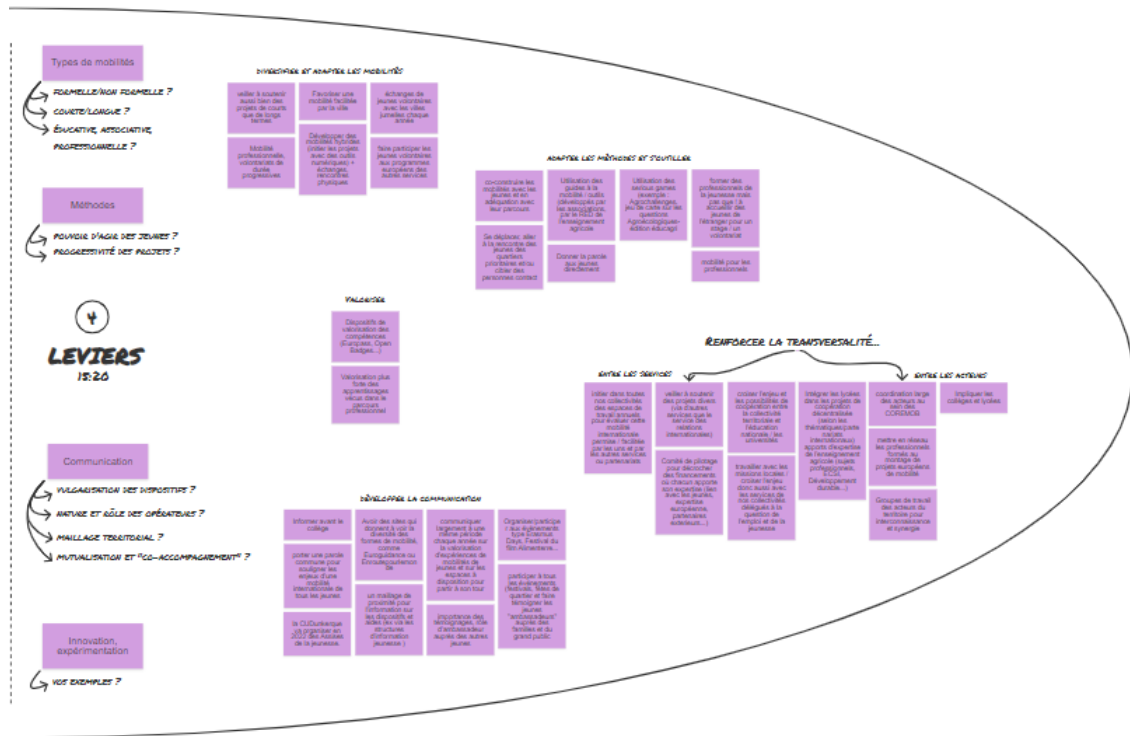 Types de mobilités
FORMELLE/NON FORMELLE ?
COURTE/LONGUE ?
ÉDUCATIVE, ASSOCIATIVE,
PROFESSIONNELLE ?
Méthodes
POUVOIR D'AGIR DES JEUNES ?
PROGRESSIVITÉ DES PROJETS ?
4
LEVIERS
15:20
Communication
VULGARISATION DES DISPOSITIFS ?
NATURE ET RÔLE DES OPÉRATEURS ?
MAILLAGE TERRITORIAL ?
MUTUALISATION ET "CO-ACCOMPAGNEMENT" ?
Innovation,
expérimentation
VOS EXEMPLES ?
DIVERSIFIER ET ADAPTER LES MOBILITÉS
veiller à soutenir
aussi bien des
projets de courts
que de longs
termes
Favoriser une
mobilité facilitée
par la ville
échanges de
jeunes volontaires
avec les villes
jumelles chaque
année
Mobilité
professionnelle,
volontariats de
durée
progressives
Développer des
mobilités hybrides
(initier les projets
avec des outils
numériques) +
échanges,
rencontres
physiques
faire participer les
jeunes volontaires
aux programmes
européens des
autres services
ADAPTER LES MÉTHODES ET S'OUTILLER
co-construire les
mobilités avec les
jeunes et en
adéquation avec
leur parcours
Utilisation des
guides à la
mobilité / outils
développés par
les associations,
par le RED de
l'enseignement
agricole
Utilisation des
serious games
(exemple :
Agrochallenges,
jeu de carte sur les
questions
Agroécologiques-
édition éducagri
former des
professionnels de
la jeunesse mais
pas que ! à
accueillir des
jeunes de
l'étranger pour un
stage / un
volontariat
Se déplacer, aller
à la rencontre des
jeunes des
quartiers
prioritaires et/ou
cibler des
personnes contact
Donner la parole
aux jeunes
directement
mobilité pour les
professionnels
VALORISER
Dispositifs de
valorisation des
compétences
(Europass, Open
Badges...)
Valorisation plus
forte des
apprentissages
vécus dans le
parcours
professionnel
RENFORCER LA TRANSVERSALITÉ...
ENTRE LES SERVICES
ENTRE LES ACTEURS
initier dans toutes
nos collectivités
des espaces de
travail annuels
pour évaluer cette
mobilité
internationale
permise / facilitée
par les uns et par
les autres services
ou partenariats
veiller à soutenir
des projets divers
(via d'autres
services que le
service des
relations
internationales)
Comité de pilotage
pour décrocher
des financements
où chacun apporte
son expertise (lien
avec les jeunes,
expertise
européenne,
partenaires
extérieurs...)
croiser l'enjeu et
les possibilités de
coopération entre
la collectivité
territoriale et
l'éducation
nationale / les
universités
travailler avec les
missions locales /
croiser l'enjeu
donc aussi avec
les services de
nos collectivités
délégués à la
question de
l'emploi et de la
jeunesse
intégrer les lycées
dans les projets de
coopération
décentralisée
(selon les
internationaux)
apports d'expertise
de l'enseignement
agricole (sujets
professionnels,
ECSI,
Développement
durable...)
coordination large
des acteurs au
sein des
COREMOB
mettre en réseau
les professionnels
formés au
montage de
projets européens
de mobilité
Groupes de travail
des acteurs du
territoire pour
interconnaissance
et synergie
Impliquer les
collèges et lycées
DÉVELOPPER LA COMMUNICATION
Informer avant le
collège
porter une parole
commune pour
souligner les
enjeux d'une
mobilité
internationale de
tous les jeunes.
la CUDunkerque
va organiser en
2022 des Assises
de la jeunesse.
Avoir des sites qui
donnent à voir la
diversité des
formes de mobilité,
comme
Euroguidance ou
un maillage de
proximité pour
l'information sur
les dispositifs et
aides (ex via les
structures
d'information
jeunesse )
communiquer
largement à une
même période
chaque année sur
la valorisation
d'expériences de
mobilités de
jeunes et sur les
espaces à
disposition pour
partir à son tour
importance des
témoignages, rôle
d'ambassadeur
auprès des autres
jeunes
Organiser/participe
r aux évènements
type Erasmus
Days, Festival du
film Alimenterre...
participer à tous
les évènements
(festivals, fêtes de
quartier et faire
témoigner les
jeunes
"ambassadeurs"
auprès des
familles et du
grand public